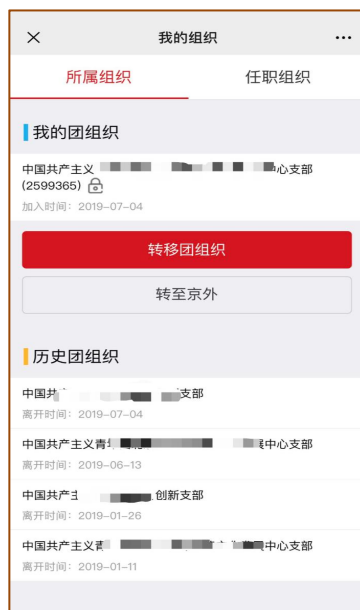 我的组织
所属组织 任职组织
我的团组织
中国共产主义 中心支部
(2599365)
加入时间：2019-07-04
转移团组织
转至京外
历史团组织
中国共 支部
离开时间：2019-07-04
中国共产主义青 中心支部
离开时间：2019-06-13
中国共产主 创新支部
离开时间：2019-01-26
中国共产主义青 中心支部
离开时间：2019-01-11